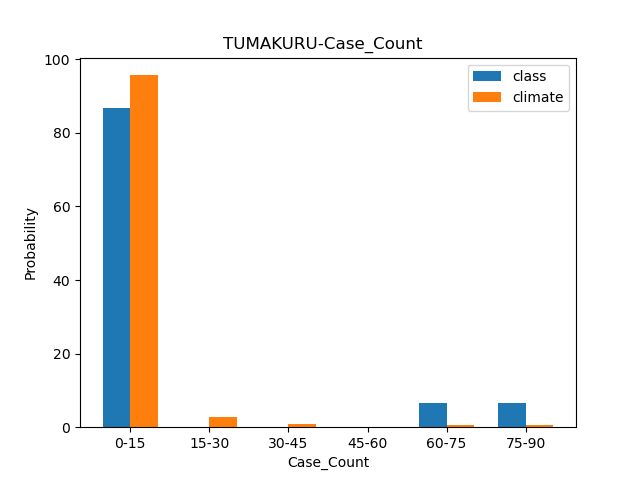 TUMAKURU-Case_Count
class
climate
Probability
100
80
60
40
20
0
0-15 15-30 30-45 45-60 60-75 75-90
Case_Count